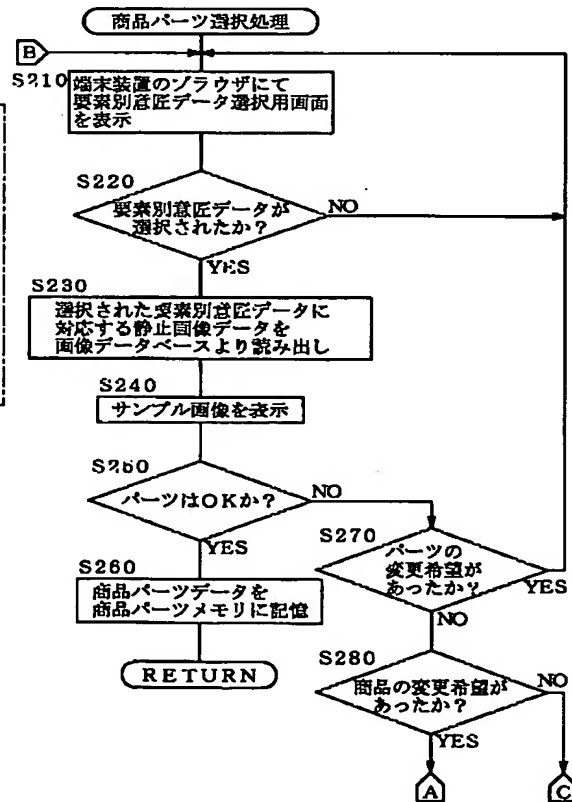 商品パーツ選択処理
B
S210
端末装置のブラウザにて
要素別意匠データ選択用画面
を表示
S220
要素別意匠データが
選択されたか？
NO
YES
S230
選択された要素別意匠データに
対応する静止画像データを
画像データベースより読み出し
S240
サンプル画像を表示
S250
パーツはOKか？
NO
YES
S260
商品パーツデータを
商品パーツメモリに記憶
RETURN
S270
パーツの
変更希望が
あったか？
YES
NO
S280
商品の変更希望が
あったか？
NO
YES
A
C